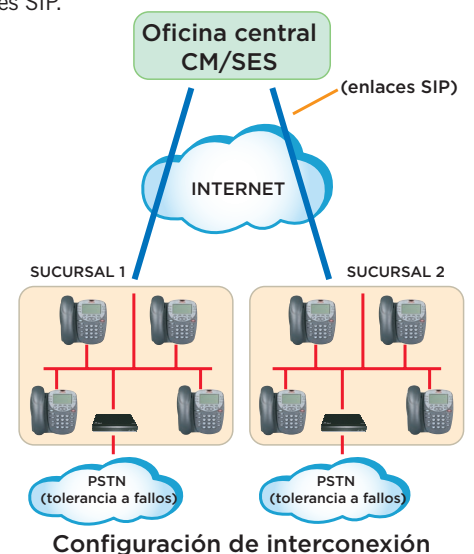 es SIP.
Oficina central
CM/SES
(enlaces SIP)
INTERNET
SUCURSAL 1
SUCURSAL 2
PSTN
(tolerancia a fallos)
PSTN
(tolerancia a fallos)
Configuración de interconexión